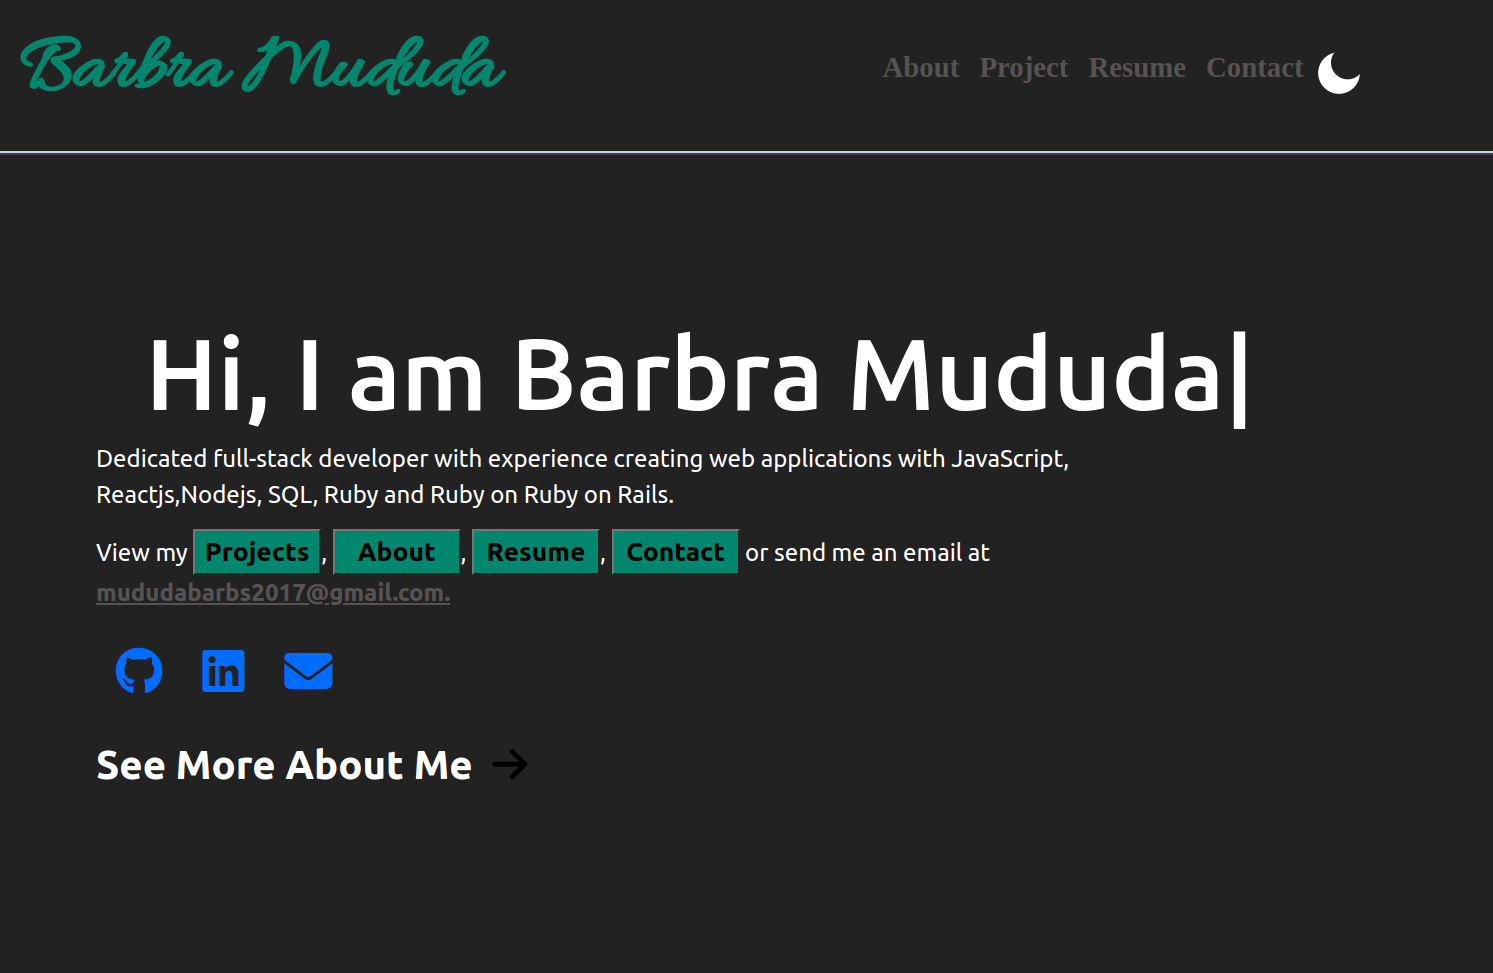 Barbra Mududa
About Project Resume Contact
Hi, I am Barbra Mududa|
Dedicated full-stack developer with experience creating web applications with JavaScript,
Reactjs,Nodejs, SQL, Ruby and Ruby on Ruby on Rails.
View my Projects , About , Resume , Contact or send me an email at
mududabarbs2017@gmail.com.
in
See More About Me